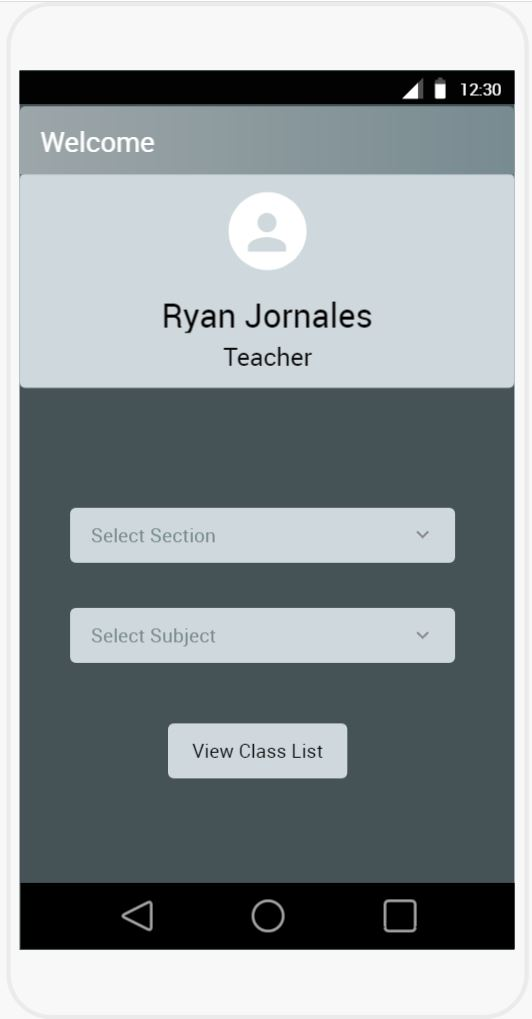 12:30
Welcome
Ryan Jornales
Teacher
Select Section
Select Subject
View Class List